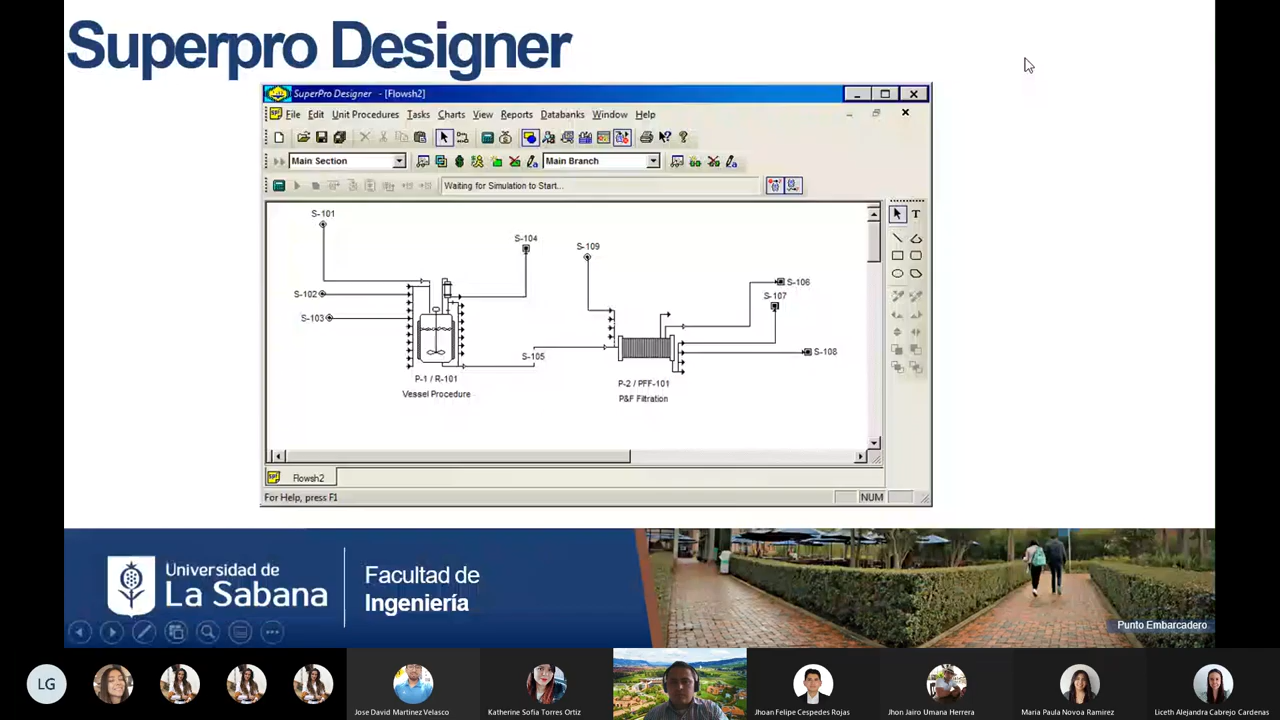 Superpro Designer
SuperPro Designer - [Flowsh2]
File Edit Unit Procedures Tasks Charts View Reports Databanks Window Help
Main Section
Main Branch
Waiting for Simulation to Start...
S-101
S-104
S-109
S-102
S-106
S-107
S-103
S-105
S-108
P-1 / R-101
Vessel Procedure
P-2 / PFF-101
P&F Filtration
T
Flowsh2
For Help, press F1
NUM
Universidad de
La Sabana
Facultad de
Ingeniería
Punto Embarcadero
LG
Jose David Martinez Velasco
Katherine Sofia Torres Ortiz
Jhoan Felipe Cespedes Rojas
Jhon Jairo Umana Herrera
Maria Paula Novoa Ramirez
Liceth Alejandra Cabrejo Cardenas